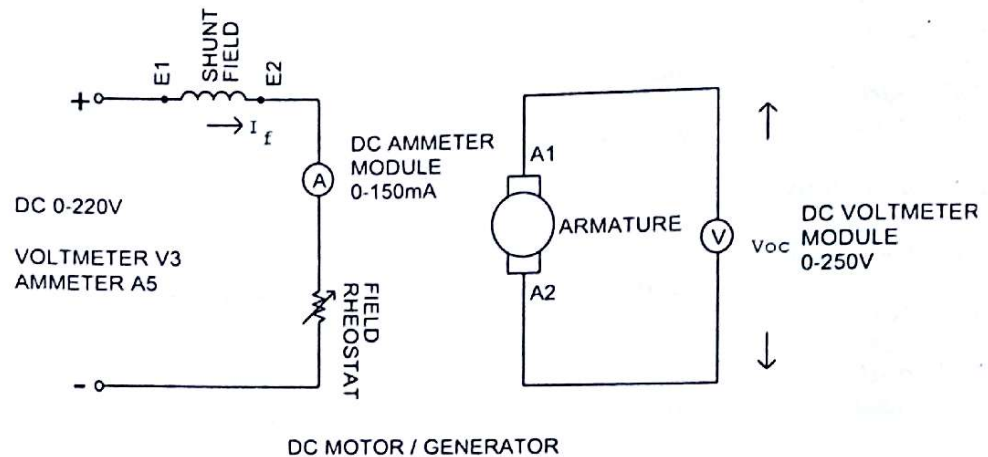 E1
SHUNT
FIELD
E2
+
I f
DC AMMETER
MODULE
0-150mA
A
DC 0-220V
VOLTMETER V3
AMMETER A5
FIELD
RHEOSTAT
-
A1
ARMATURE
A2
V
Voc
DC VOLTMETER
MODULE
0-250V
DC MOTOR / GENERATOR